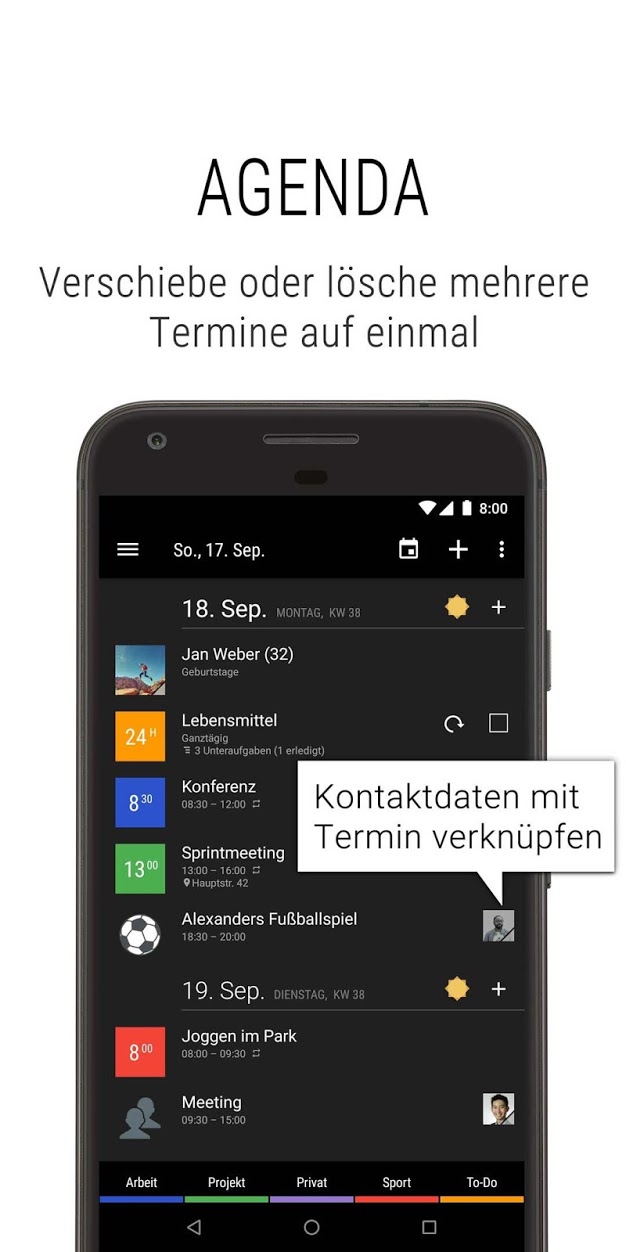 AGENDA
Verschiebe oder lösche mehrere
Termine auf einmal
8:00
So., 17. Sep.
18. Sep. MONTAG, KW 38
Jan Weber (32)
Geburtstage
24 H
Lebensmittel
Ganztägig
3 Unteraufgaben (1 erledigt)
8 30
Konferenz
08:30 – 12:00
Kontaktdaten mit
Termin verknüpfen
13 00
Sprintmeeting
13:00 – 16:00
Hauptstr. 42
Alexanders Fußballspiel
18:30 – 20:00
19. Sep. DIENSTAG, KW 38
8 00
Joggen im Park
08:00 – 09:30
Meeting
09:30 – 15:00
Arbeit Projekt Privat Sport To-Do